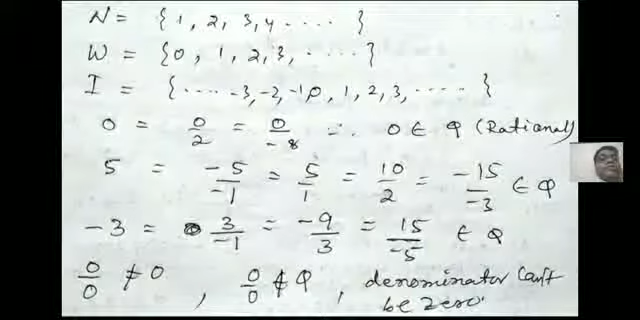 N = {1, 2, 3, 4 ..... }
W = {0, 1, 2, 3, ...... }
I = {.....-3, -2, -1, 0, 1, 2, 3, ..... }
0 = 0/2 = 0/-8 ∴ 0 ∈ Q (Rational)
5 = -5/-1 = 5/1 = 10/2 = -15/-3 ∈ Q
-3 = 3/-1 = -9/3 = 15/-5 ∈ Q
0/0 ≠ 0, 0/0 ∉ Q, denominator can't
be zero.